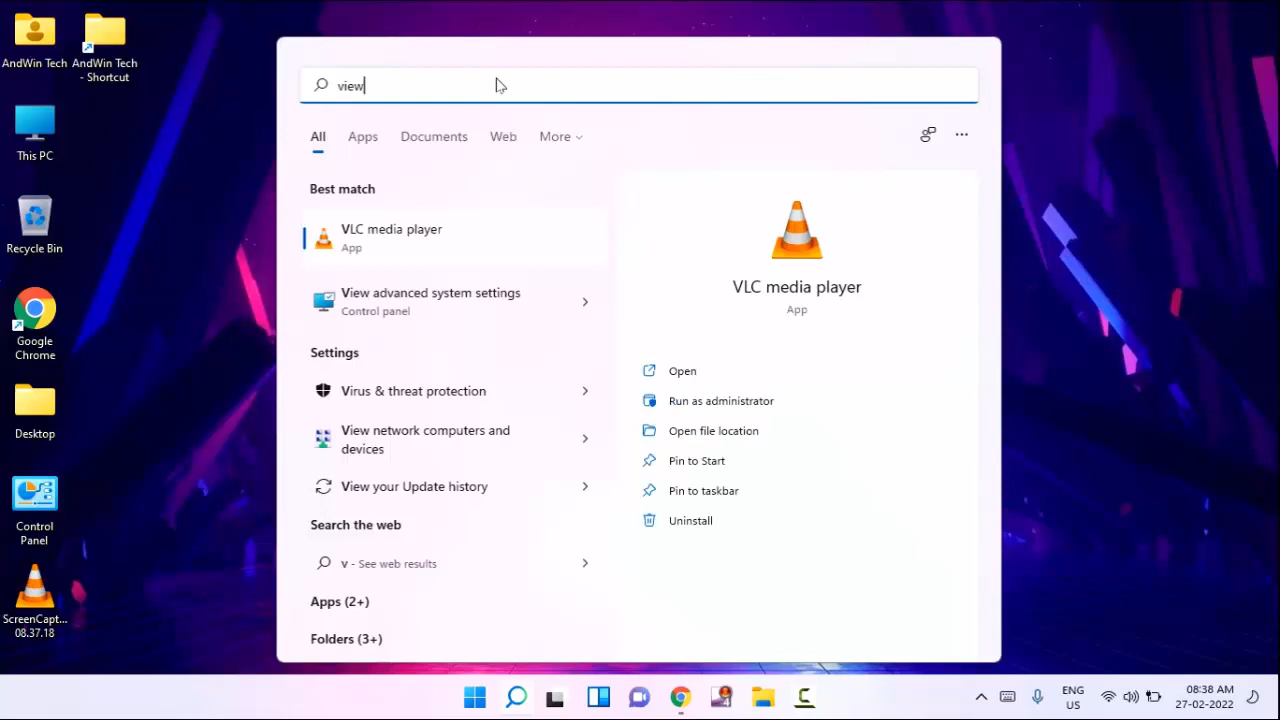 AndWin Tech
AndWin Tech
- Shortcut
This PC
Recycle Bin
Google
Chrome
Desktop
Control
Panel
ScreenCapt...
08.37.18
view
All Apps Documents Web More
Best match
VLC media player
App
View advanced system settings
Control panel
Settings
Virus & threat protection
View network computers and
devices
View your Update history
Search the web
v - See web results
Apps (2+)
Folders (3+)
VLC media player
App
Open
Run as administrator
Open file location
Pin to Start
Pin to taskbar
Uninstall
ENG
US
08:38 AM
27-02-2022